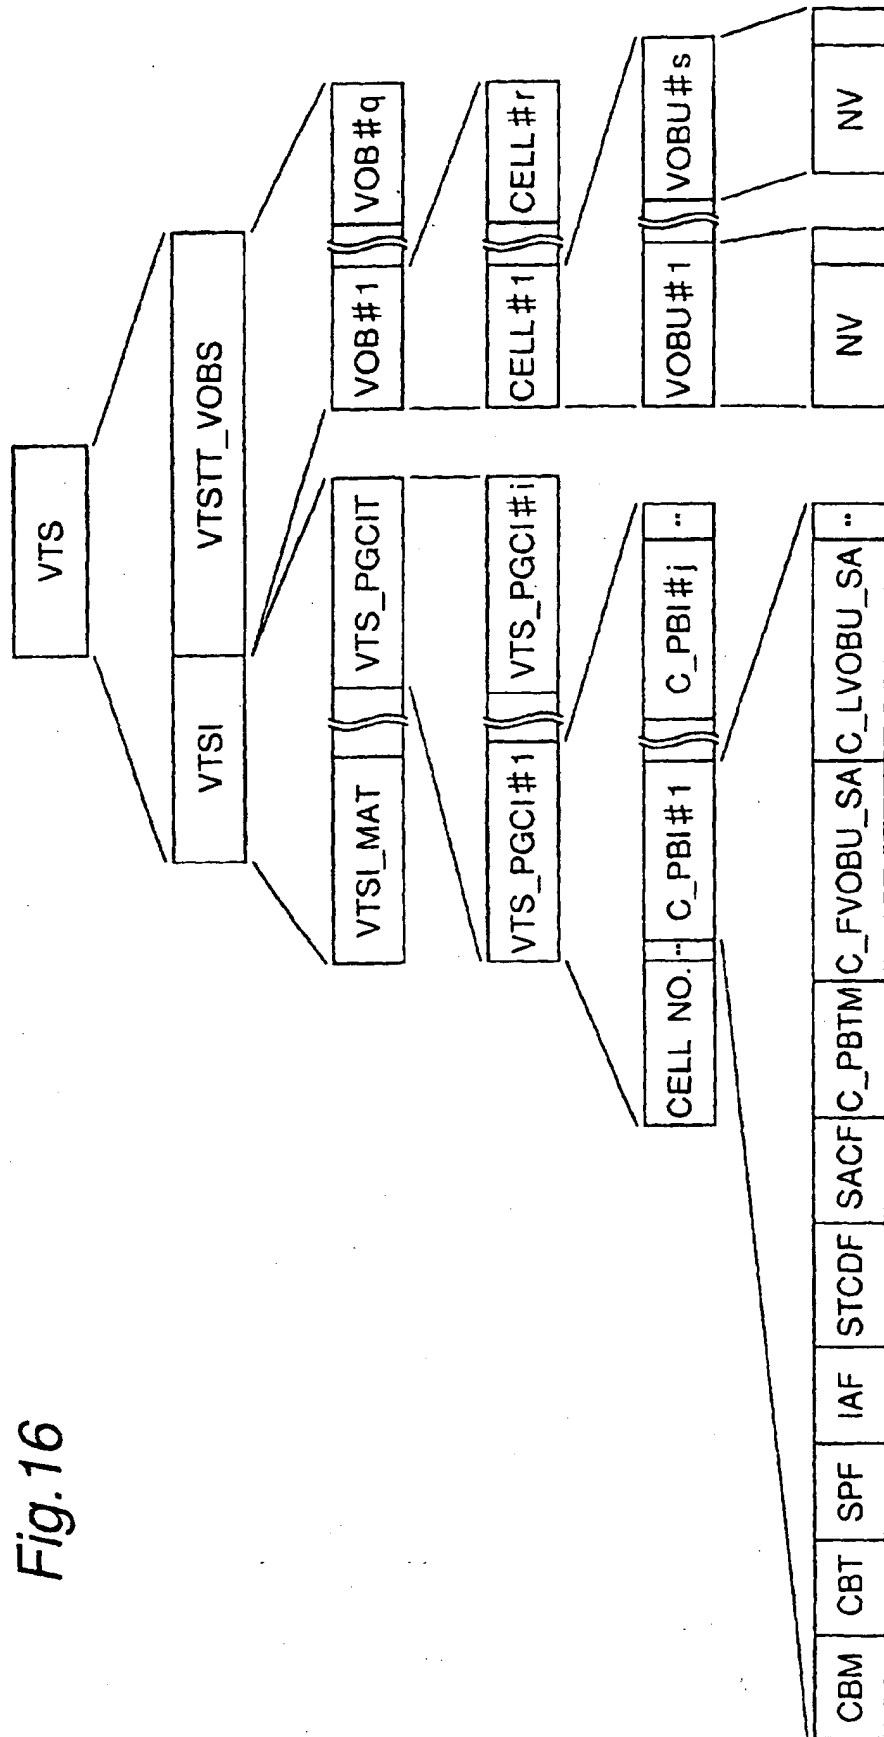 Fig.16
VTS
VTSI VTSTT_VOBS
VTSI_MAT VTS_PGCIT VOB#1 VOB#q
VTS_PGCI#1 VTS_PGCI#i CELL#1 CELL#r
CELL NO. ·· C_PBI#1 C_PBI#j ·· VOBU#1 VOBU#s
CBM CBT SPF IAF STCDF SACF C_PBTM C_FVOBU_SA C_LVOBU_SA ·· NV NV